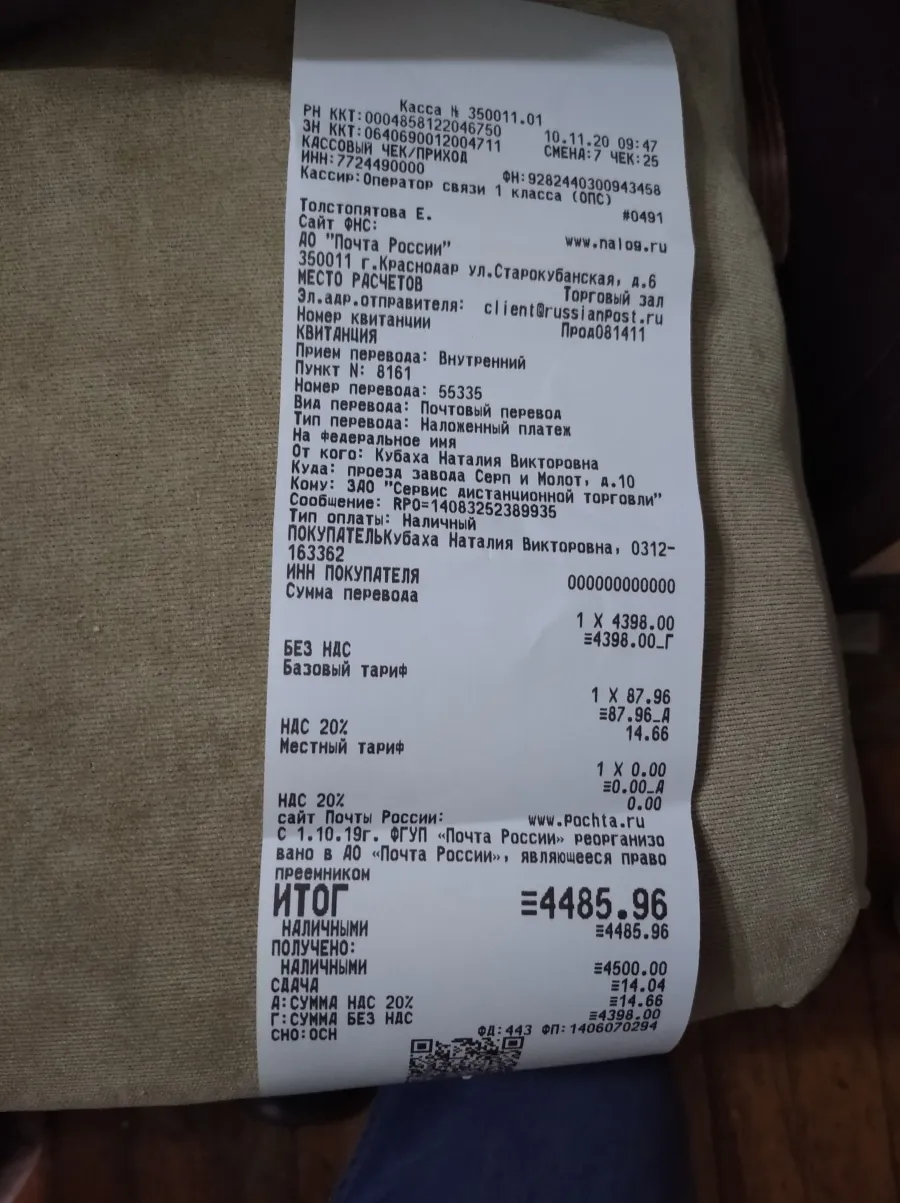 Касса № 350011.01
РН ККТ:0004858122046750 10.11.20 09:47
ЗН ККТ:0640690012004711 СМЕНА:7 ЧЕК:25
КАССОВЫЙ ЧЕК/ПРИХОД
ИНН:7724490000 ФН:9282440300943458
Кассир:Оператор связи 1 класса (ОПС)
#0491
Толстопятова Е.
Сайт ФНС: www.nalog.ru
АО "Почта России"
350011 г.Краснодар ул.Старокубанская, д.6
МЕСТО РАСЧЕТОВ Торговый зал
Эл.адр.отправителя: client@russianPost.ru
Номер квитанции Прод081411
КВИТАНЦИЯ
Прием перевода: Внутренний
Пункт N: 8161
Номер перевода: 55335
Вид перевода: Почтовый перевод
Тип перевода: Наложенный платеж
На федеральное имя
От кого: Кубаха Наталия Викторовна
Куда: проезд завода Серп и Молот, д.10
Кому: ЗАО "Сервис дистанционной торговли"
Сообщение: RPO=14083252389935
Тип оплаты: Наличный
ПОКУПАТЕЛЬКубаха Наталия Викторовна, 0312-
163362
ИНН ПОКУПАТЕЛЯ 000000000000
Сумма перевода
1 X 4398.00
≡4398.00_Г
БЕЗ НДС
Базовый тариф
1 X 87.96
≡87.96_А
НДС 20% 14.66
Местный тариф
1 X 0.00
≡0.00_А
НДС 20% 0.00
сайт Почты России: www.Pochta.ru
С 1.10.19г. ФГУП «Почта России» реорганизо
вано в АО «Почта России», являющееся право
преемником
ИТОГ ≡4485.96
НАЛИЧНЫМИ ≡4485.96
ПОЛУЧЕНО:
НАЛИЧНЫМИ ≡4500.00
СДАЧА ≡14.04
А:СУММА НДС 20% ≡14.66
Г:СУММА БЕЗ НДС ≡4398.00
СНО:ОСН ФД:443 ФП:1406070294